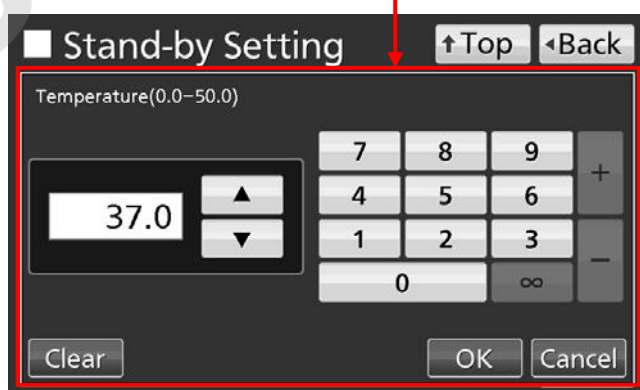 Stand-by Setting ↑Top ◂Back
Temperature(0.0-50.0)
37.0 ▲ ▼
7 8 9 +
4 5 6
1 2 3 −
0 ∞
Clear OK Cancel